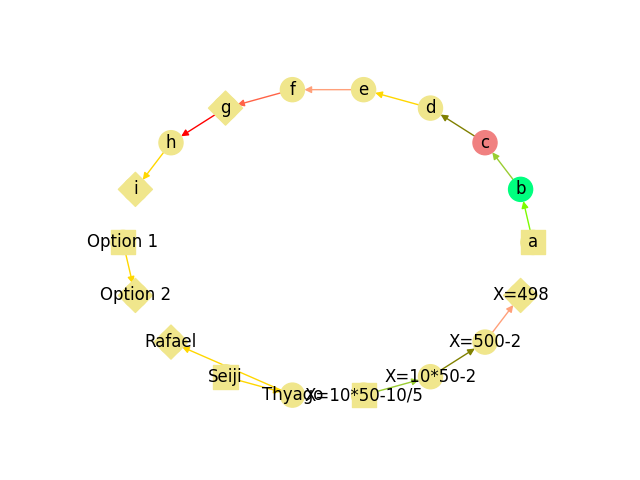 f e
g d
h c
i b
Option 1 a
Option 2 X=498
Rafael X=500-2
Seiji X=10*50-2
Thyago X=10*50-10/5